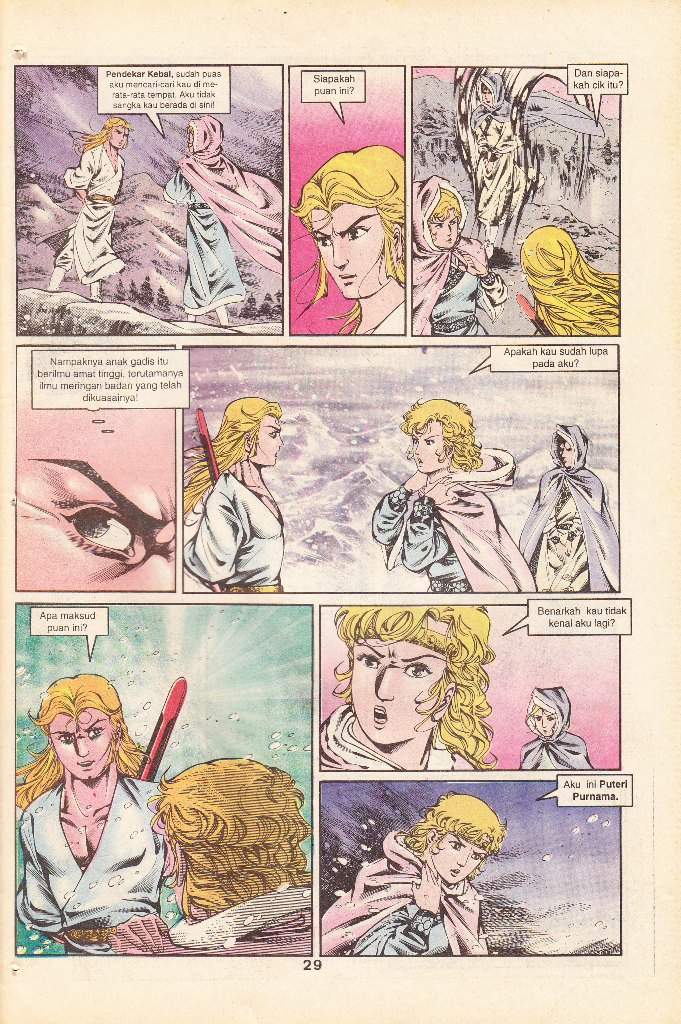 Pendekar Kebal, sudah puas
aku mencari-cari kau di me-
rata-rata tempat. Aku tidak
sangka kau berada di sini!
Siapakah
puan ini?
Dan siapa-
kah cik itu?
Nampaknya anak gadis itu
berilmu amat tinggi, terutamanya
ilmu meringan badan yang telah
dikuasainya!
Apakah kau sudah lupa
pada aku?
Apa maksud
puan ini?
Benarkah kau tidak
kenal aku lagi?
Aku ini Puteri
Purnama.
29